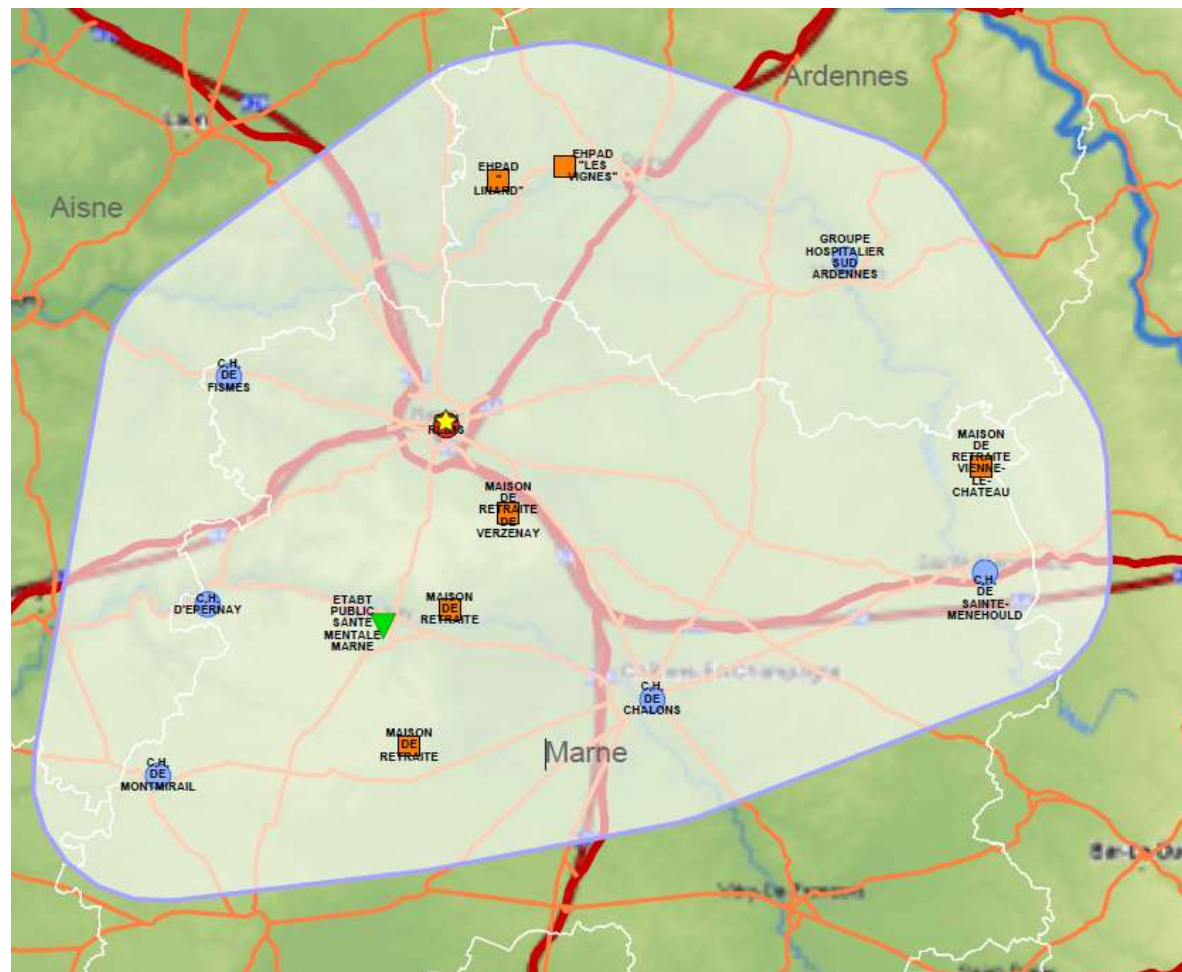 Ardennes
Laon
EHPAD
"
LINARD"
EHPAD
"LES
VIGNES"
Aisne
GROUPE
HOSPITALIER
SUD
ARDENNES
C.H.
DE
FISMES
REIMS
MAISON
DE
RETRAITE
VIENNE-
LE-
CHATEAU
MAISON
DE
RETRAITE
DE
VERZENAY
C.H.
D'EPERNAY
ETABT
PUBLIC
SANTE
MENTALE
MARNE
MAISON
DE
RETRAITE
C.H.
DE
SAINTE-
MENEHOULD
C.H.
DE
CHALONS
MAISON
DE
RETRAITE
Marne
C.H.
DE
MONTMIRAIL